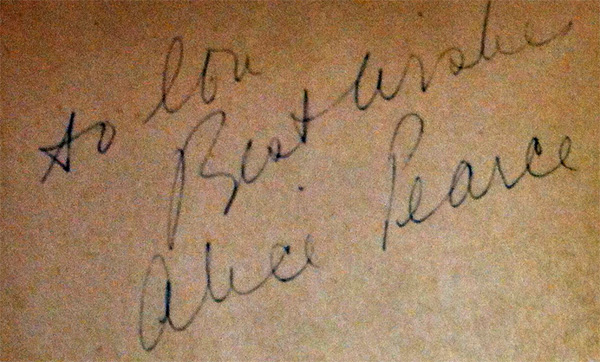 to Lou
Best Wishes
Alice Pearce